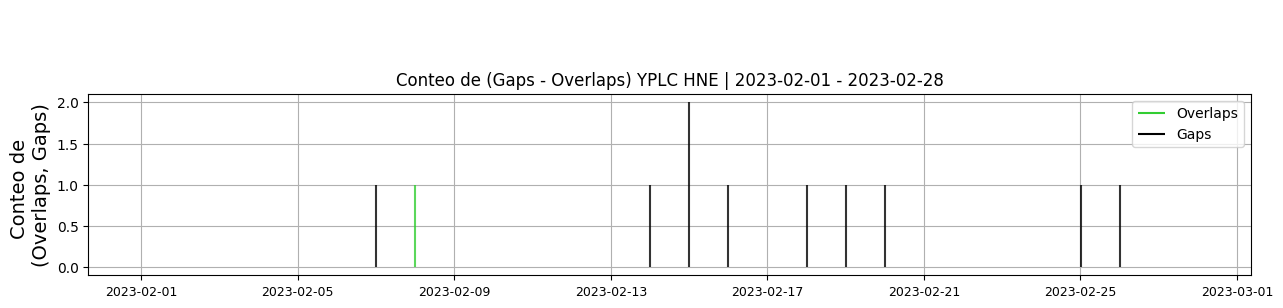 Conteo de (Gaps - Overlaps) YPLC HNE | 2023-02-01 - 2023-02-28
Conteo de
(Overlaps, Gaps)
2.0
1.5
1.0
0.5
0.0
Overlaps
Gaps
2023-02-01
2023-02-05
2023-02-09
2023-02-13
2023-02-17
2023-02-21
2023-02-25
2023-03-01